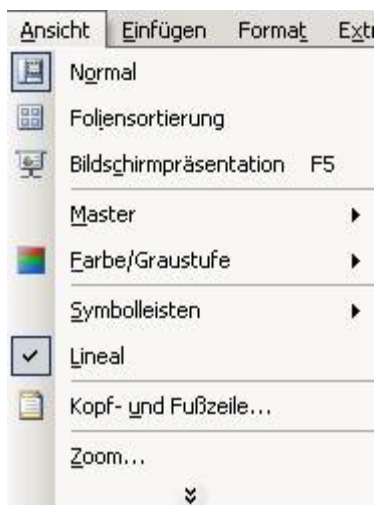 Ansicht Einfügen Format Extr
Normal
Foliensortierung
Bildschirmpräsentation F5
Master
Farbe/Graustufe
Symbolleisten
Lineal
Kopf- und Fußzeile...
Zoom...